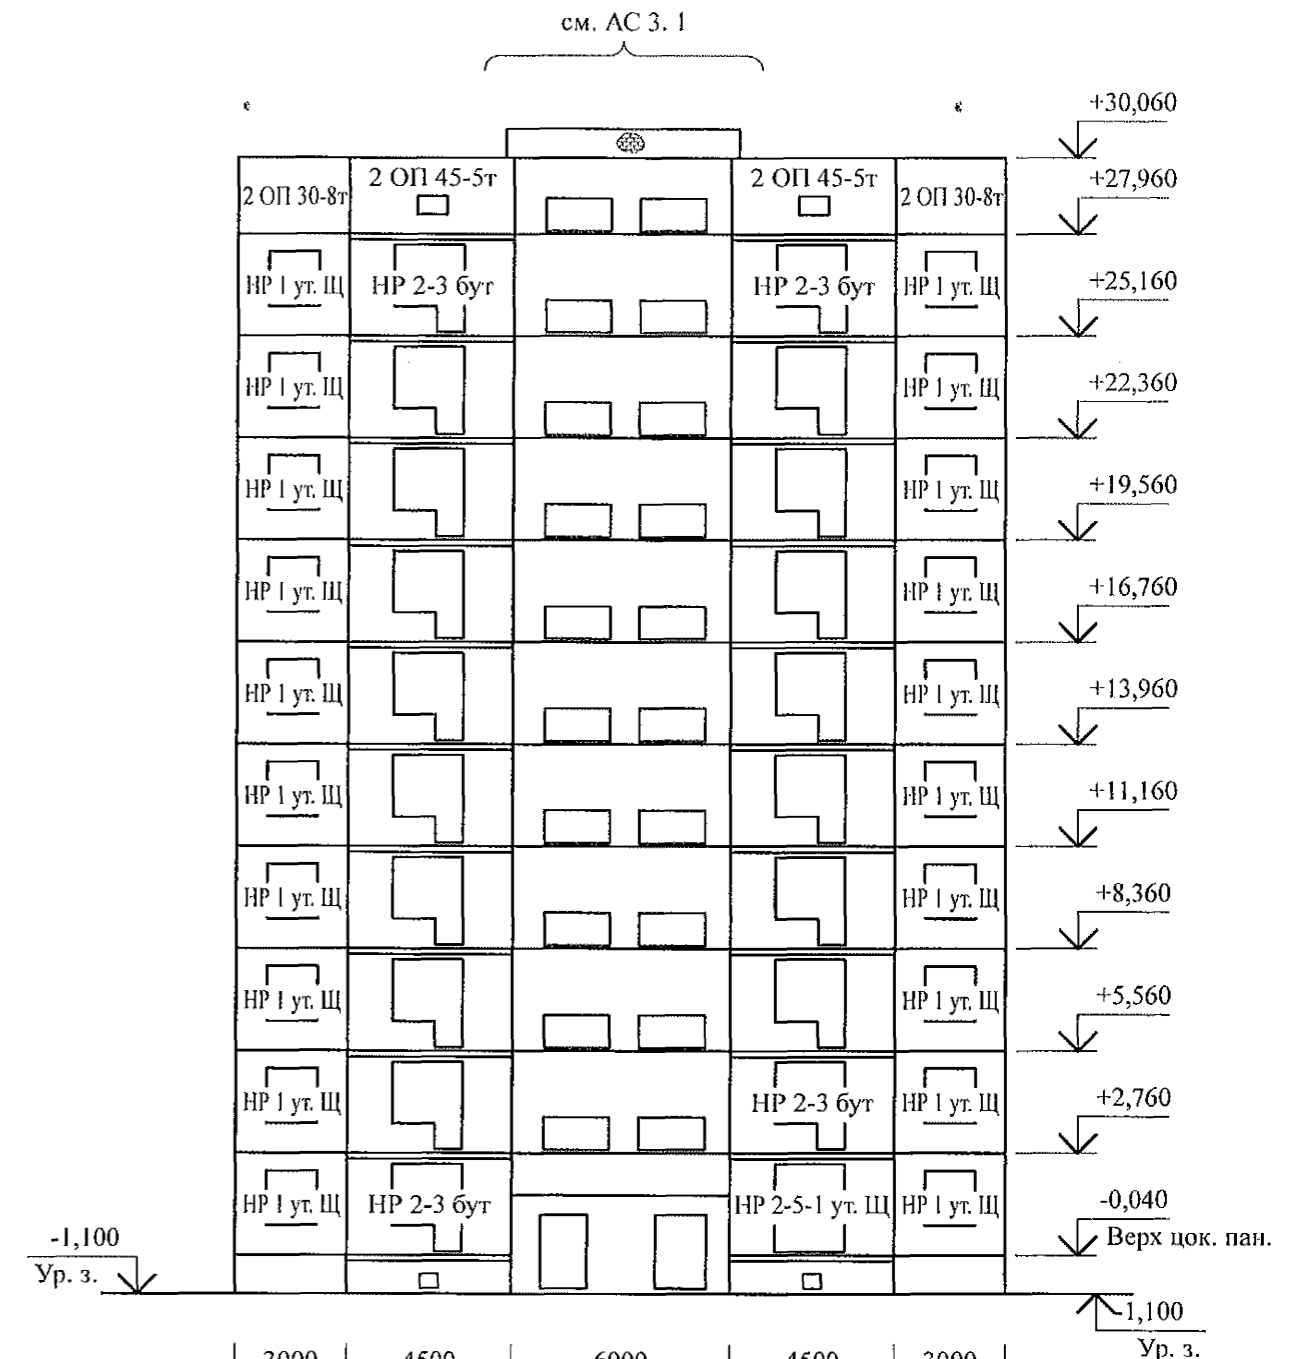 см. АС 3. 1
+30,060
2 ОП 30-8т 2 ОП 45-5т 2 ОП 45-5т 2 ОП 30-8т +27,960
НР 1 ут. Щ НР 2-3 бут НР 2-3 бут НР 1 ут. Щ +25,160
НР 1 ут. Щ НР 1 ут. Щ +22,360
НР 1 ут. Щ НР 1 ут. Щ +19,560
НР 1 ут. Щ НР 1 ут. Щ +16,760
НР 1 ут. Щ НР 1 ут. Щ +13,960
НР 1 ут. Щ НР 1 ут. Щ +11,160
НР 1 ут. Щ НР 1 ут. Щ +8,360
НР 1 ут. Щ НР 1 ут. Щ +5,560
НР 1 ут. Щ НР 2-3 бут НР 1 ут. Щ +2,760
НР 1 ут. Щ НР 2-3 бут НР 2-5-1 ут. Щ НР 1 ут. Щ -0,040
Верх цок. пан.
-1,100
Ур. з.
-1,100
Ур. з.
3000 4500 6000 4500 3000